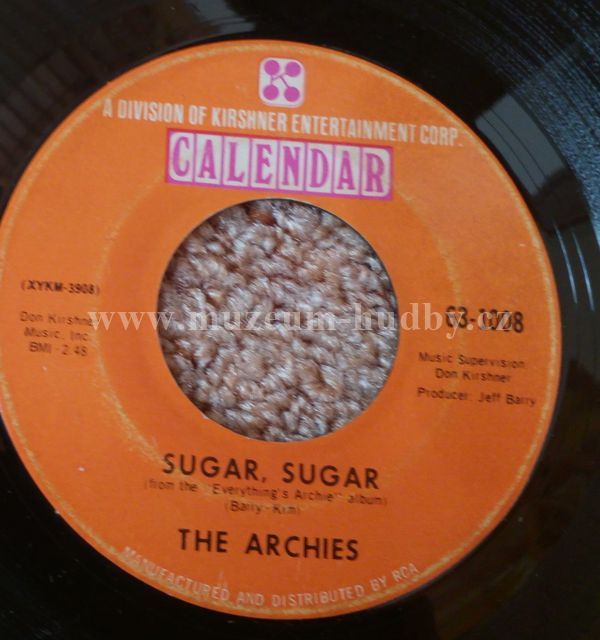 K
A DIVISION OF KIRSHNER ENTERTAINMENT CORP.
CALENDAR
(XYKM-3908)
Don Kirshner
Music, Inc.
BMI - 2:48
www.muzeum-hudby.cz
63-1008
Music Supervision
Don Kirshner
Producer: Jeff Barry
SUGAR, SUGAR
(from the "Everything's Archie" album)
(Barry-Kim)
THE ARCHIES
MANUFACTURED AND DISTRIBUTED BY RCA